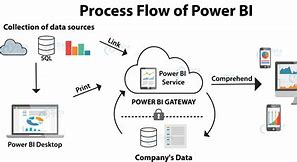 Process Flow of Power BI
Collection of data sources
SQL
Link
Power BI
Service
Comprehend
Print
POWER BI GATEWAY
Power BI Desktop
Company's Data